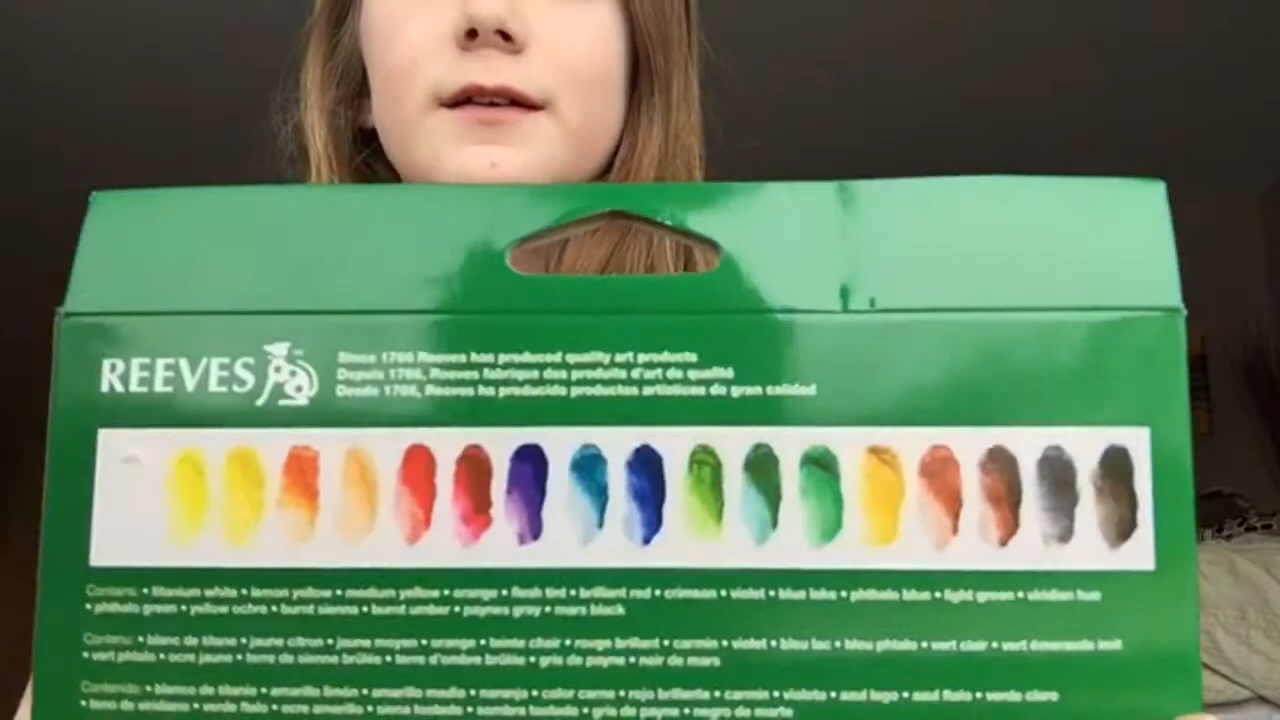 REEVES
Since 1766 Reeves has produced quality art products
Depuis 1766, Reeves fabrique des produits d'art de qualité
Desde 1766, Reeves ha producido productos artísticos de gran calidad
Contains: • titanium white • lemon yellow • medium yellow • orange • flesh tint • brilliant red • crimson • violet • blue lake • phthalo blue • light green • viridian hue
• phthalo green • yellow ochre • burnt sienna • burnt umber • paynes gray • mars black
Contenu: • blanc de titane • jaune citron • jaune moyen • orange • teinte chair • rouge brillant • carmin • violet • bleu lac • bleu phtalo • vert clair • vert émeraude imit
• vert phtalo • ocre jaune • terre de sienne brûlée • terre d'ombre brûlée • gris de payne • noir de mars
Contenido: • blanco de titanio • amarillo limón • amarillo medio • naranja • color carne • rojo brillante • carmín • violeta • azul lago • azul ftalo • verde claro
• tono de viridiano • verde ftalo • ocre amarillo • siena tostado • sombra tostado • gris de payne • negro de marte